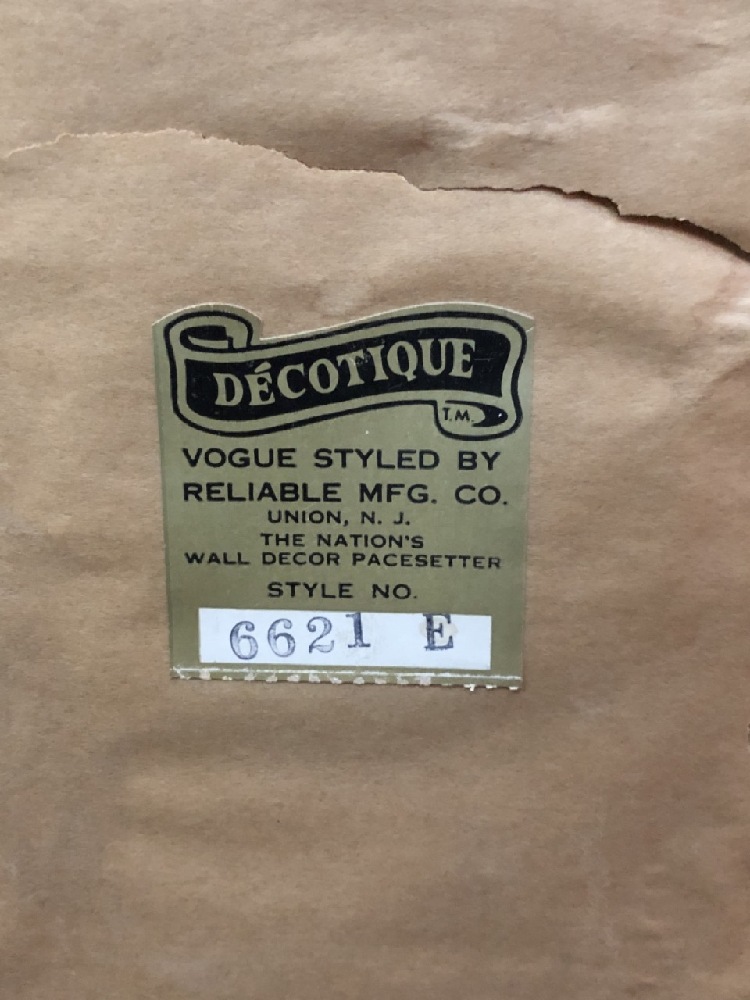 DÉCOTIQUE
T.M.
VOGUE STYLED BY
RELIABLE MFG. CO.
UNION, N. J.
THE NATION'S
WALL DECOR PACESETTER
STYLE NO.
6621 E